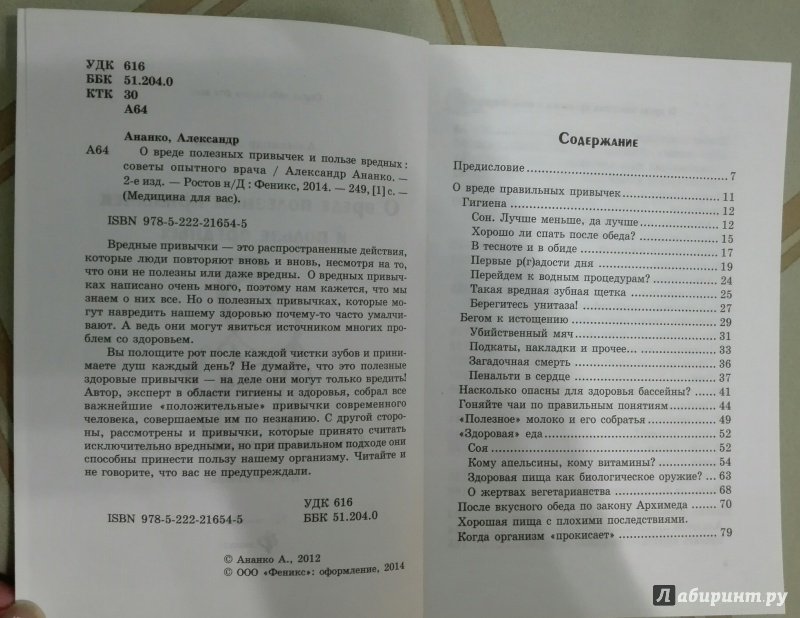 УДК 616
ББК 51.204.0
КТК 30
А64
Ананко, Александр
А64 О вреде полезных привычек и пользе вредных :
советы опытного врача / Александр Ананко. —
2-е изд. — Ростов н/Д : Феникс, 2014. — 249, [1] с. —
(Медицина для вас).
ISBN 978-5-222-21654-5
Вредные привычки — это распространенные действия,
которые люди повторяют вновь и вновь, несмотря на то,
что они не полезны или даже вредны. О вредных привыч-
ках написано очень много, поэтому нам кажется, что мы
знаем о них все. Но о полезных привычках, которые мо-
гут навредить нашему здоровью почему-то часто умалчи-
вают. А ведь они могут явиться источником многих проб-
лем со здоровьем.
Вы полощите рот после каждой чистки зубов и прини-
маете душ каждый день? Не думайте, что это полезные
здоровые привычки — на деле они могут только вредить!
Автор, эксперт в области гигиены и здоровья, собрал все
важнейшие «положительные» привычки современного
человека, совершаемые им по незнанию. С другой сторо-
ны, рассмотрены и привычки, которые принято считать
исключительно вредными, но при правильном подходе они
способны принести пользу нашему организму. Читайте и
не говорите, что вас не предупреждали.
УДК 616
ISBN 978-5-222-21654-5 ББК 51.204.0
© Ананко А., 2012
© ООО «Феникс»: оформление, 2014
Содержание
Предисловие 7
О вреде правильных привычек 11
Гигиена 12
Сон. Лучше меньше, да лучше 12
Хорошо ли спать после обеда? 15
В тесноте и в обиде 17
Первые р(г)адости дня 19
Перейдем к водным процедурам? 24
Такая вредная зубная щетка 25
Берегитесь унитаза! 27
Бегом к истощению 29
Убийственный мяч 31
Подкаты, накладки и прочее... 33
Загадочная смерть 36
Пенальти в сердце 37
Насколько опасны для здоровья бассейны? 41
Гоняйте чаи по правильным понятиям 44
«Полезное» молоко и его собратья 49
«Здоровая» еда 52
Соя 52
Кому апельсины, кому витамины? 54
Здоровая пища как биологическое оружие? 63
О жертвах вегетарианства 68
После вкусного обеда по закону Архимеда 70
Хорошая пища с плохими последствиями.
Когда организм «прокисает» 79
Лабиринт.ру